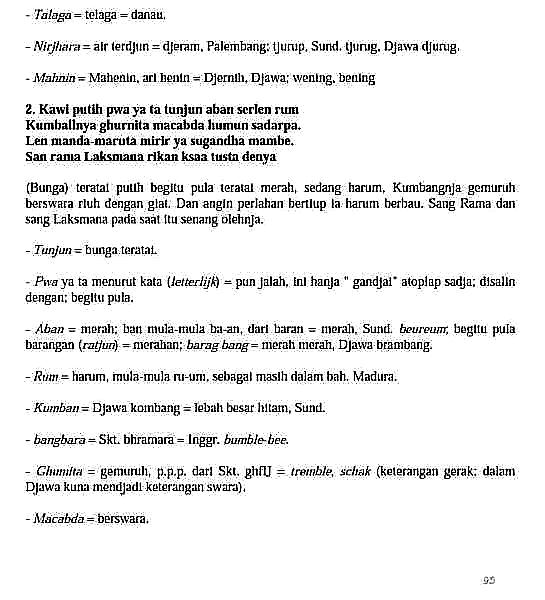 - Talaga = telaga = danau.
- Nirjhara = air terdjun = djeram, Palembang; tjurup, Sund. tjurug, Djawa djurug.
- Mahnin = Mahenin, ari henin = Djernih, Djawa; wening, bening
2. Kawi putih pwa ya ta tunjun aban serien rum
Kumbalinya ghurnita macabda humun sadarpa.
Len manda-maruta mirir ya sugandha mambe.
San rama Laksmana rikan ksaa tusta denya
(Bunga) teratai putih begitu pula teratai merah, sedang harum, Kumbangnja gemuruh
berswara riuh dengan giat. Dan angin perlahan bertiup ia harum berbau. Sang Rama dan
sang Laksmana pada saat itu senang olehnja.
- Tunjun = bunga teratai.
- Pwa ya ta menurut kata (letterlijk) = pun jalah, ini hanja " gandjal" atoplap sadja; disalin
dengan; begitu pula.
- Aban = merah; ban mula-mula ba-an, dari baran = merah, Sund. beureum; begitu pula
barangan (ratjun) = merahan; barag bang = merah merah, Djawa brambang.
- Rum = harum, mula-mula ru-um, sebagai masih dalam bah. Madura.
- Kumban = Djawa kombang = lebah besar hitam, Sund.
- bangbara = Skt. bhramara = Inggr. bumble-bee.
- Ghurnita = gemuruh, p.p.p. dari Skt. ghflJ = tremble, schak (keterangan gerak; dalam
Djawa kuna mendjadi keterangan swara).
- Macabda = berswara.
95